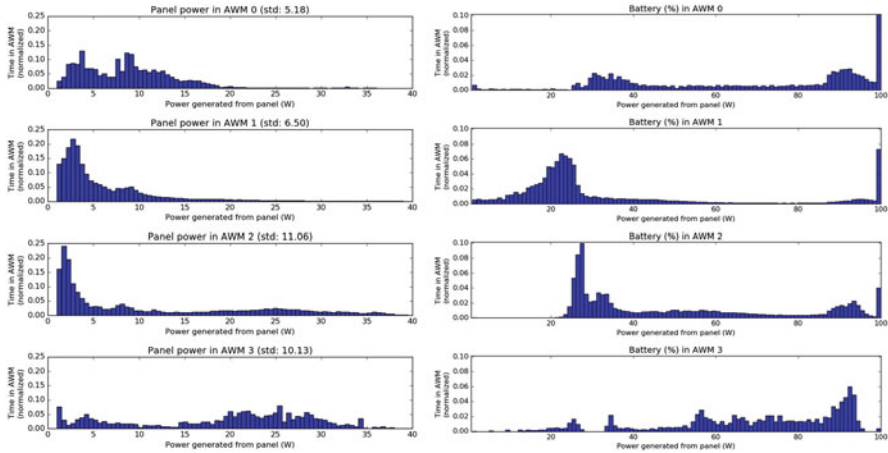 Panel power in AWM 0 (std: 5.18)
0.25
0.20
0.15
0.10
0.05
0.00
Time in AWM
(normalized)
0 5 10 15 20 25 30 35 40
Power generated from panel (W)
Battery (%) in AWM 0
0.10
0.08
0.06
0.04
0.02
0.00
Time in AWM
(normalized)
20 40 60 80 100
Power generated from panel (W)
Panel power in AWM 1 (std: 6.50)
0.25
0.20
0.15
0.10
0.05
0.00
Time in AWM
(normalized)
0 5 10 15 20 25 30 35 40
Power generated from panel (W)
Battery (%) in AWM 1
0.10
0.08
0.06
0.04
0.02
0.00
Time in AWM
(normalized)
20 40 60 80 100
Power generated from panel (W)
Panel power in AWM 2 (std: 11.06)
0.25
0.20
0.15
0.10
0.05
0.00
Time in AWM
(normalized)
0 5 10 15 20 25 30 35 40
Power generated from panel (W)
Battery (%) in AWM 2
0.10
0.08
0.06
0.04
0.02
0.00
Time in AWM
(normalized)
20 40 60 80 100
Power generated from panel (W)
Panel power in AWM 3 (std: 10.13)
0.25
0.20
0.15
0.10
0.05
0.00
Time in AWM
(normalized)
0 5 10 15 20 25 30 35 40
Power generated from panel (W)
Battery (%) in AWM 3
0.10
0.08
0.06
0.04
0.02
0.00
Time in AWM
(normalized)
20 40 60 80 100
Power generated from panel (W)